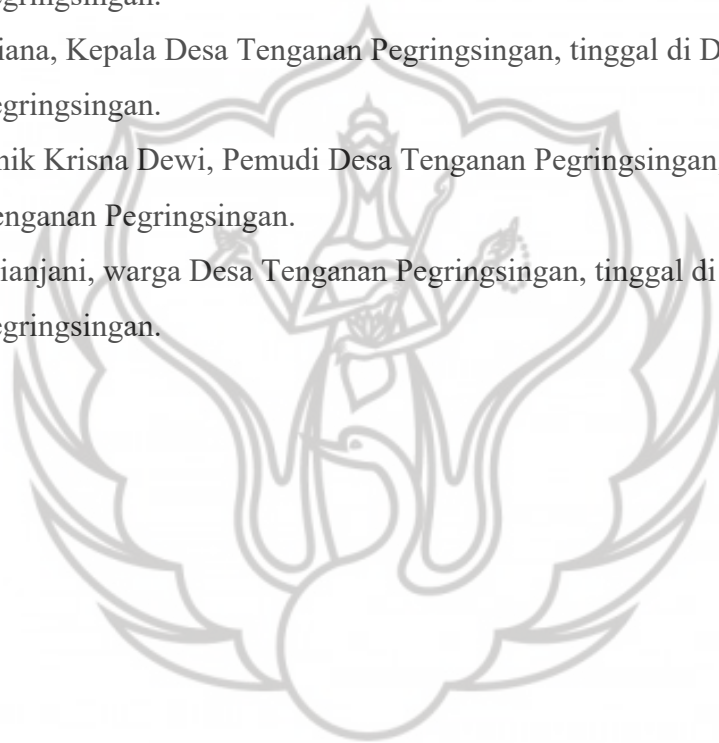 egringsingan.
iana, Kepala Desa Tenganan Pegringsingan, tinggal di D
egringsingan.
nik Krisna Dewi, Pemudi Desa Tenganan Pegringsingan
enganan Pegringsingan.
ianjani, warga Desa Tenganan Pegringsingan, tinggal di
egringsingan.